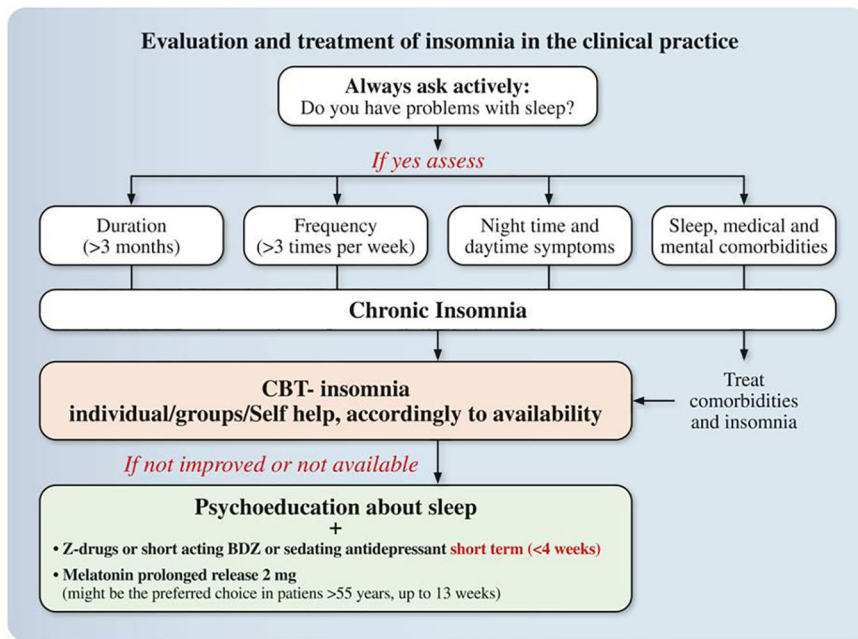 Evaluation and treatment of insomnia in the clinical practice
Always ask actively:
Do you have problems with sleep?
If yes assess
Duration
(>3 months)
Frequency
(>3 times per week)
Night time and
daytime symptoms
Sleep, medical and
mental comorbidities
Chronic Insomnia
CBT- insomnia
individual/groups/Self help, accordingly to availability
Treat
comorbidities
and insomnia
If not improved or not available
Psychoeducation about sleep
+
• Z-drugs or short acting BDZ or sedating antidepressant short term (<4 weeks)
• Melatonin prolonged release 2 mg
(might be the preferred choice in patiens >55 years, up to 13 weeks)